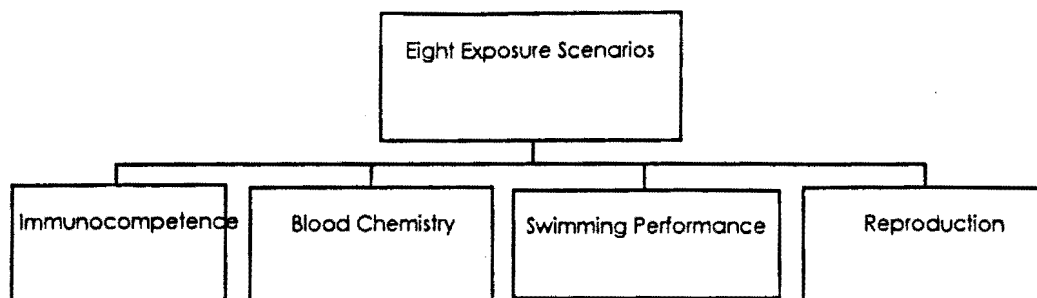 Eight Exposure Scenarios
Immunocompetence
Blood Chemistry
Swimming Performance
Reproduction